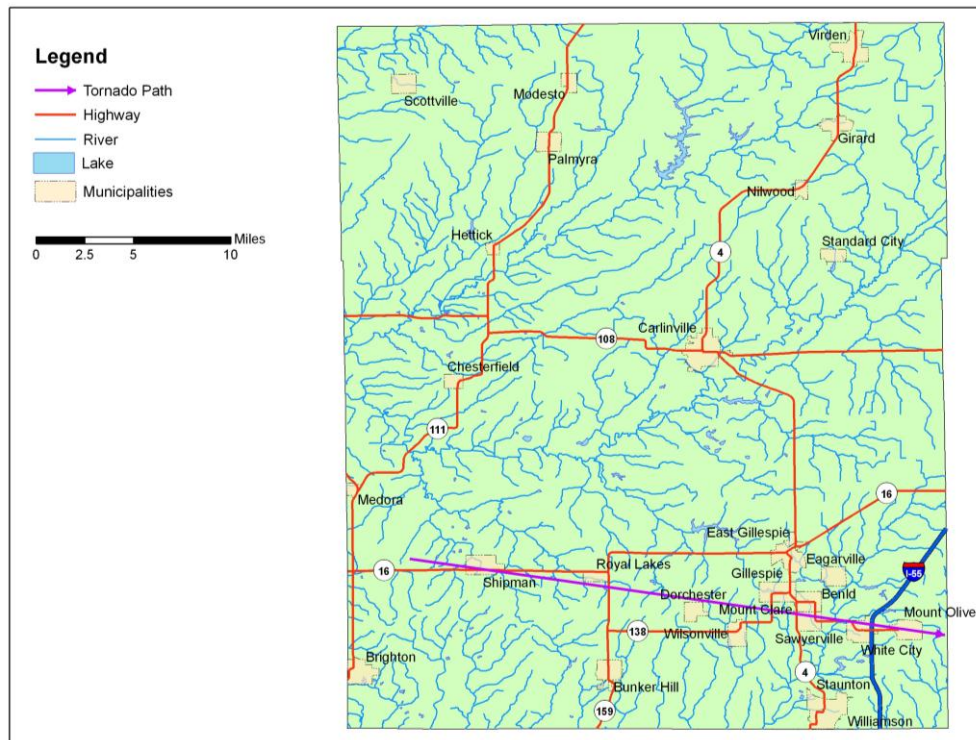 Legend
Tornado Path
Highway
River
Lake
Municipalities
Miles
0 2.5 5 10
Virden
Scottville
Modesto
Girard
Palmyra
Nilwood
Hettick
Standard City
4
Carlinville
108
Chesterfield
111
Medora
16
East Gillespie
Eagarville
Royal Lakes
16
Shipman
Gillespie
I-55
Dorchester
Benld
Mount Clare
Mount Olive
138
Wilsonville
Sawyerville
White City
Brighton
4
Bunker Hill
Staunton
159
Williamson